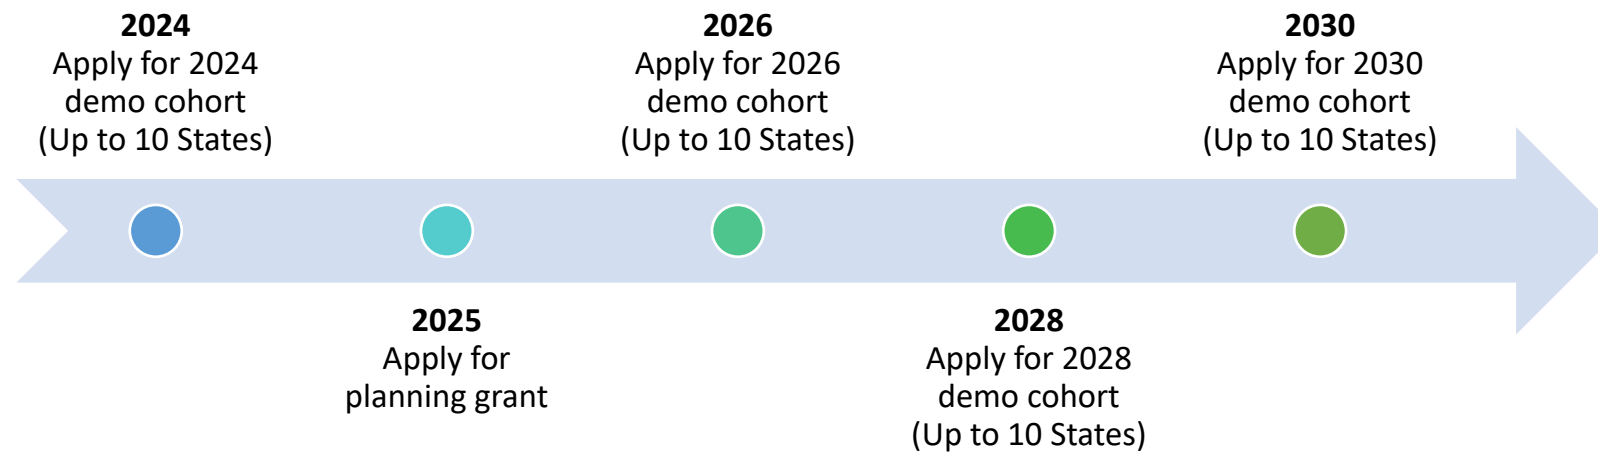 2024
Apply for 2024
demo cohort
(Up to 10 States)
2025
Apply for
planning grant
2026
Apply for 2026
demo cohort
(Up to 10 States)
2028
Apply for 2028
demo cohort
(Up to 10 States)
2030
Apply for 2030
demo cohort
(Up to 10 States)